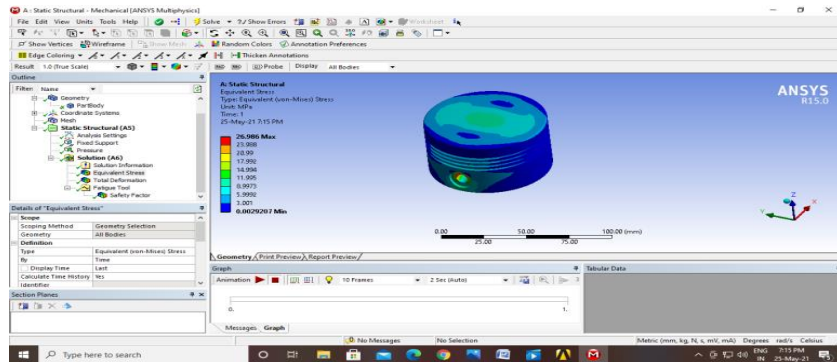 A : Static Structural - Mechanical [ANSYS Multiphysics]
File Edit View Units Tools Help Solve ?/ Show Errors Worksheet
Show Vertices Wireframe Show Mesh Random Colors Annotation Preferences
Edge Coloring Thicken Annotations
Result 1.0 (True Scale) Probe Display All Bodies
Outline
Filter: Name
Geometry
PartBody
Coordinate Systems
Mesh
Static Structural (A5)
Analysis Settings
Fixed Support
Pressure
Solution (A6)
Solution Information
Equivalent Stress
Total Deformation
Fatigue Tool
Safety Factor
Details of "Equivalent Stress"
Scope
Scoping Method Geometry Selection
Geometry All Bodies
Definition
Type Equivalent (von-Mises) Stress
By Time
Display Time Last
Calculate Time History Yes
Identifier
Section Planes
A: Static Structural
Equivalent Stress
Type: Equivalent (von-Mises) Stress
Unit: MPa
Time: 1
25-May-21 7:15 PM
26.986 Max
23.988
20.99
17.992
14.994
11.995
8.9973
5.9992
3.001
0.0029207 Min
ANSYS
R15.0
Z
X
Y
0.00 50.00 100.00 (mm)
25.00 75.00
Geometry Print Preview Report Preview
Graph
Animation 10 Frames 2 Sec (Auto)
0. 1.
Messages Graph
Tabular Data
0 No Messages No Selection Metric (mm, kg, N, s, mV, mA) Degrees rad/s Celsius
Type here to search
ENG 7:15 PM
IN 25-May-21